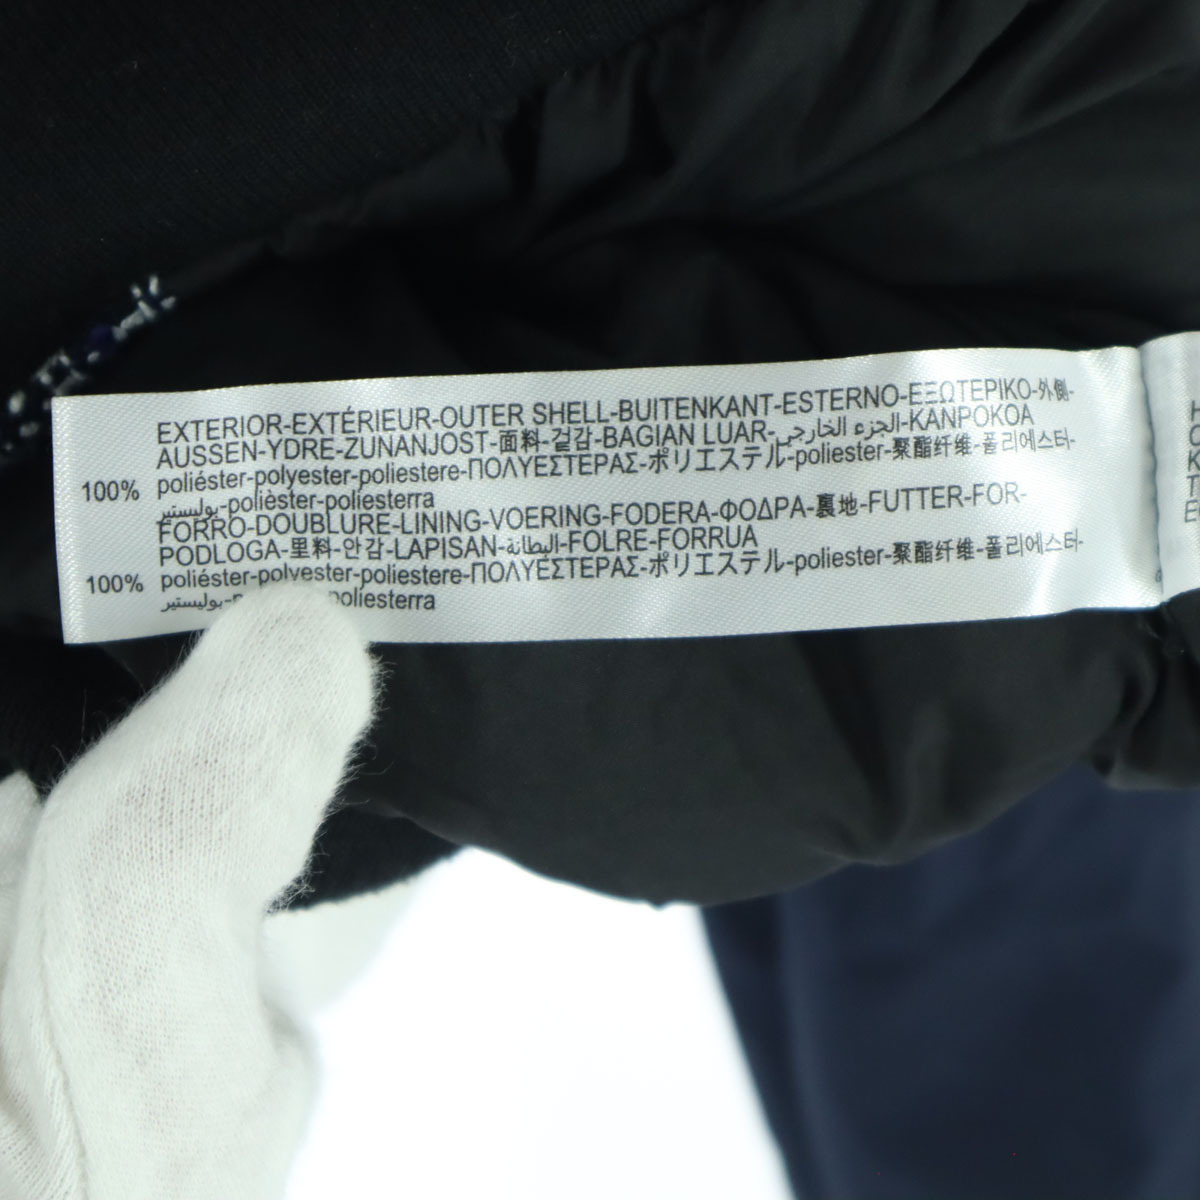 EXTERIOR-EXTÉRIEUR-OUTER SHELL-BUITENKANT-ESTERNO-ΕΞΩΤΕΡΙΚΟ-外側-
AUSSEN-YDRE-ZUNANJOST-面料-겉감-BAGIAN LUAR-الجزء الخارجي-KANPOKOA
100% poliéster-polyester-poliestere-ΠΟΛΥΕΣΤΕΡΑΣ-ポリエステル-poliester-聚酯纤维-폴리에스터-
بوليستير-polièster-poliesterra
FORRO-DOUBLURE-LINING-VOERING-FODERA-ΦΟΔΡΑ-裏地-FUTTER-FOR-
PODLOGA-里料-안감-LAPISAN-البطانة-FOLRE-FORRUA
100% poliéster-polyester-poliestere-ΠΟΛΥΕΣΤΕΡΑΣ-ポリエステル-poliester-聚酯纤维-폴리에스터-
بوليستير- poliesterra